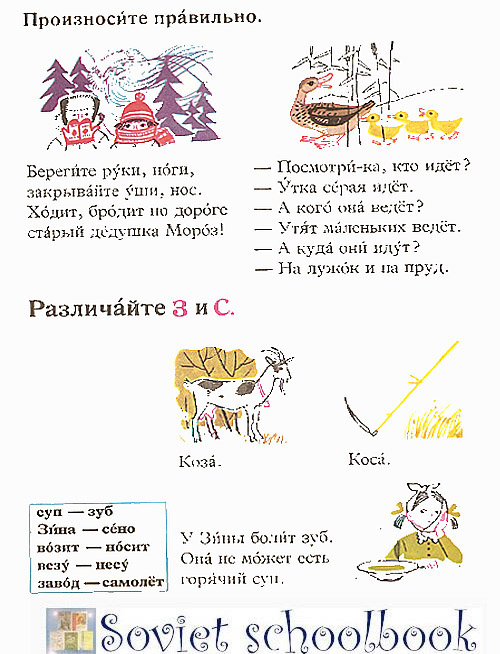 Произноси́те пра́вильно.
Береги́те ру́ки, но́ги,
закрыва́йте у́ши, нос.
Хо́дит, бро́дит по доро́ге
ста́рый де́душка Моро́з!
— Посмотри́-ка, кто идёт?
— У́тка се́рая идёт.
— А кого́ она́ ведёт?
— Утя́т ма́леньких ведёт.
— А куда́ они́ иду́т?
— На лужо́к и на пруд.
Различа́йте З и С.
Коза́.
Коса́.
суп — зуб
Зи́на — се́но
во́зит — но́сит
везу́ — несу́
заво́д — самолёт
У Зи́ны боли́т зуб.
Она́ не мо́жет есть
горя́чий суп.
Soviet schoolbook